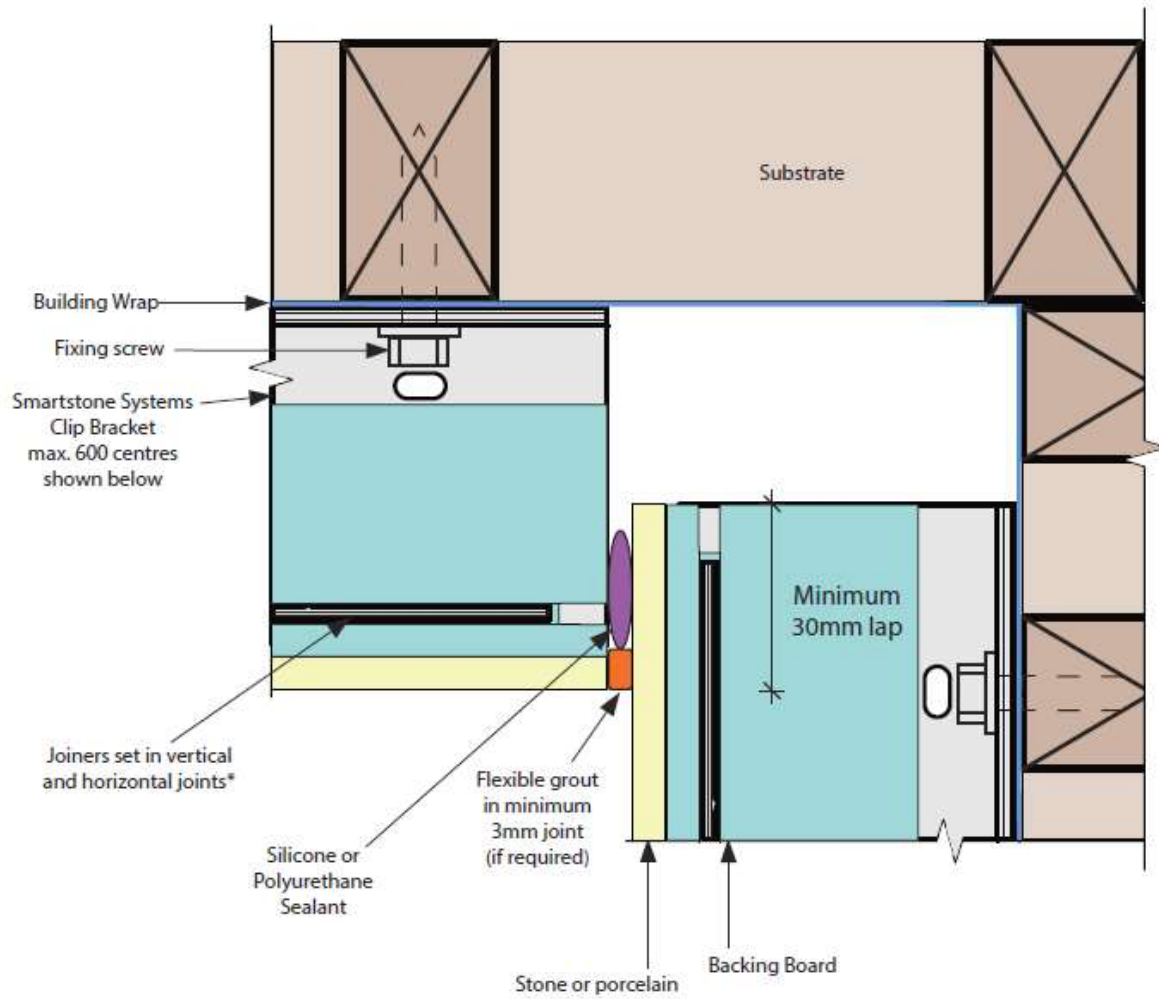 Substrate
Building Wrap
Fixing screw
Smartstone Systems
Clip Bracket
max. 600 centres
shown below
Minimum
30mm lap
Joiners set in vertical
and horizontal joints*
Flexible grout
in minimum
3mm joint
(if required)
Silicone or
Polyurethane
Sealant
Backing Board
Stone or porcelain